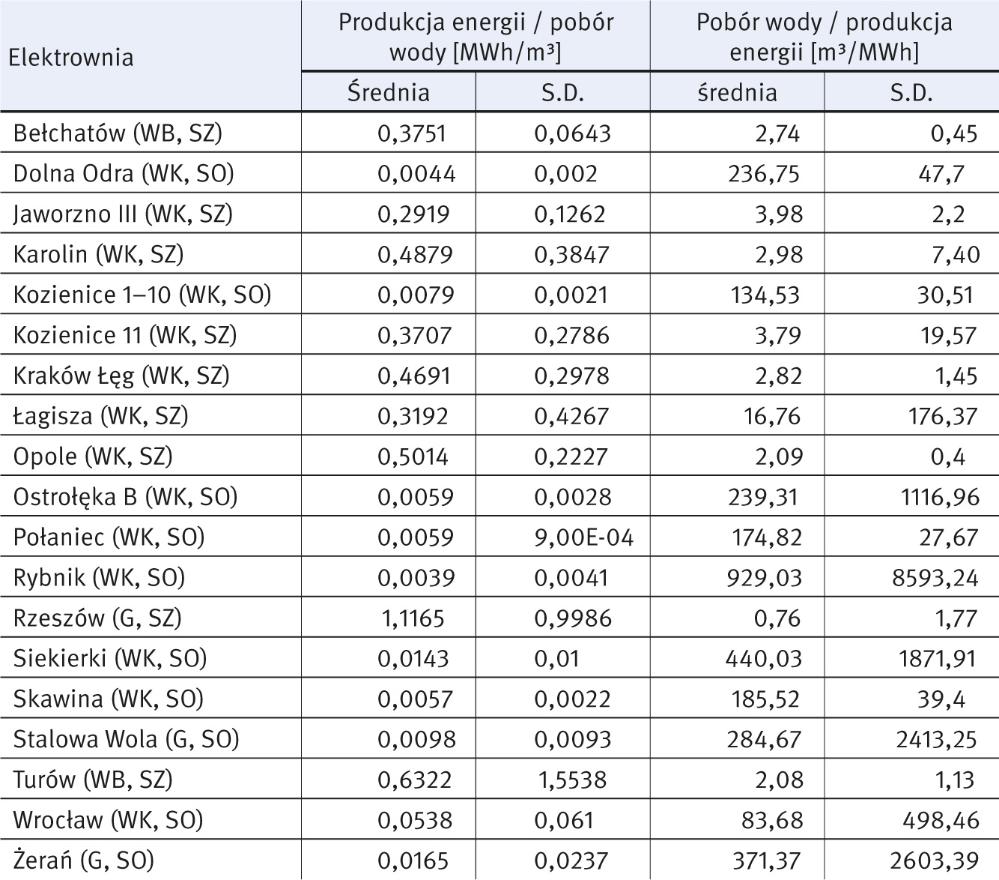 Elektrownia
Produkcja energii / pobór
wody [MWh/m³]
Pobór wody / produkcja
energii [m³/MWh]
Średnia S.D. średnia S.D.
Bełchatów (WB, SZ) 0,3751 0,0643 2,74 0,45
Dolna Odra (WK, SO) 0,0044 0,002 236,75 47,7
Jaworzno III (WK, SZ) 0,2919 0,1262 3,98 2,2
Karolin (WK, SZ) 0,4879 0,3847 2,98 7,40
Kozienice 1–10 (WK, SO) 0,0079 0,0021 134,53 30,51
Kozienice 11 (WK, SZ) 0,3707 0,2786 3,79 19,57
Kraków Łęg (WK, SZ) 0,4691 0,2978 2,82 1,45
Łagisza (WK, SZ) 0,3192 0,4267 16,76 176,37
Opole (WK, SZ) 0,5014 0,2227 2,09 0,4
Ostrołęka B (WK, SO) 0,0059 0,0028 239,31 1116,96
Połaniec (WK, SO) 0,0059 9,00E-04 174,82 27,67
Rybnik (WK, SO) 0,0039 0,0041 929,03 8593,24
Rzeszów (G, SZ) 1,1165 0,9986 0,76 1,77
Siekierki (WK, SO) 0,0143 0,01 440,03 1871,91
Skawina (WK, SO) 0,0057 0,0022 185,52 39,4
Stalowa Wola (G, SO) 0,0098 0,0093 284,67 2413,25
Turów (WB, SZ) 0,6322 1,5538 2,08 1,13
Wrocław (WK, SO) 0,0538 0,061 83,68 498,46
Żerań (G, SO) 0,0165 0,0237 371,37 2603,39